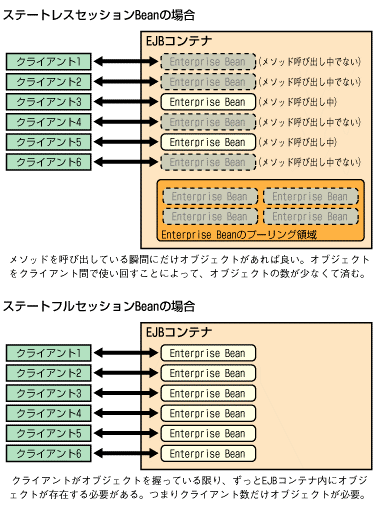 ステートレスセッションBeanの場合
EJBコンテナ
クライアント1
Enterprise Bean
(メソッド呼び出し中でない)
クライアント2
Enterprise Bean
(メソッド呼び出し中でない)
クライアント3
Enterprise Bean
(メソッド呼び出し中)
クライアント4
Enterprise Bean
(メソッド呼び出し中でない)
クライアント5
Enterprise Bean
(メソッド呼び出し中)
クライアント6
Enterprise Bean
(メソッド呼び出し中でない)
Enterprise Bean
Enterprise Bean
Enterprise Bean
Enterprise Bean
Enterprise Beanのプーリング領域
メソッドを呼び出している瞬間にだけオブジェクトがあれば良い。オブジェクト
をクライアント間で使い回すことによって、オブジェクトの数が少なくて済む。
ステートフルセッションBeanの場合
EJBコンテナ
クライアント1
Enterprise Bean
クライアント2
Enterprise Bean
クライアント3
Enterprise Bean
クライアント4
Enterprise Bean
クライアント5
Enterprise Bean
クライアント6
Enterprise Bean
クライアントがオブジェクトを握っている限り、ずっとEJBコンテナ内にオブジ
ェクトが存在する必要がある。つまりクライアント数だけオブジェクトが必要。